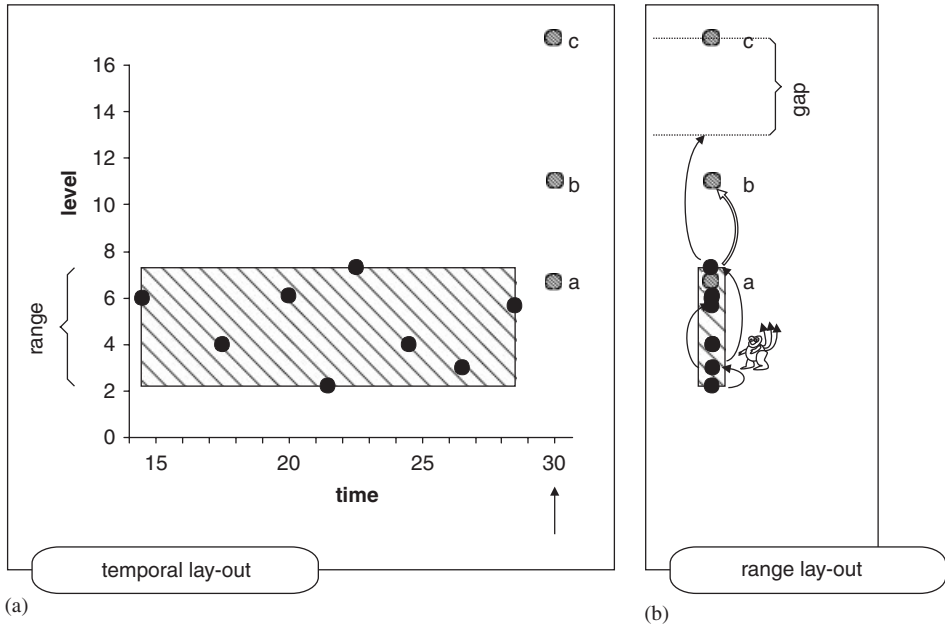 c
16
14
12
b
level
10
8
a
range
6
4
2
0
15
20
25
30
time
temporal lay-out
(a)
c
gap
b
a
range lay-out
(b)